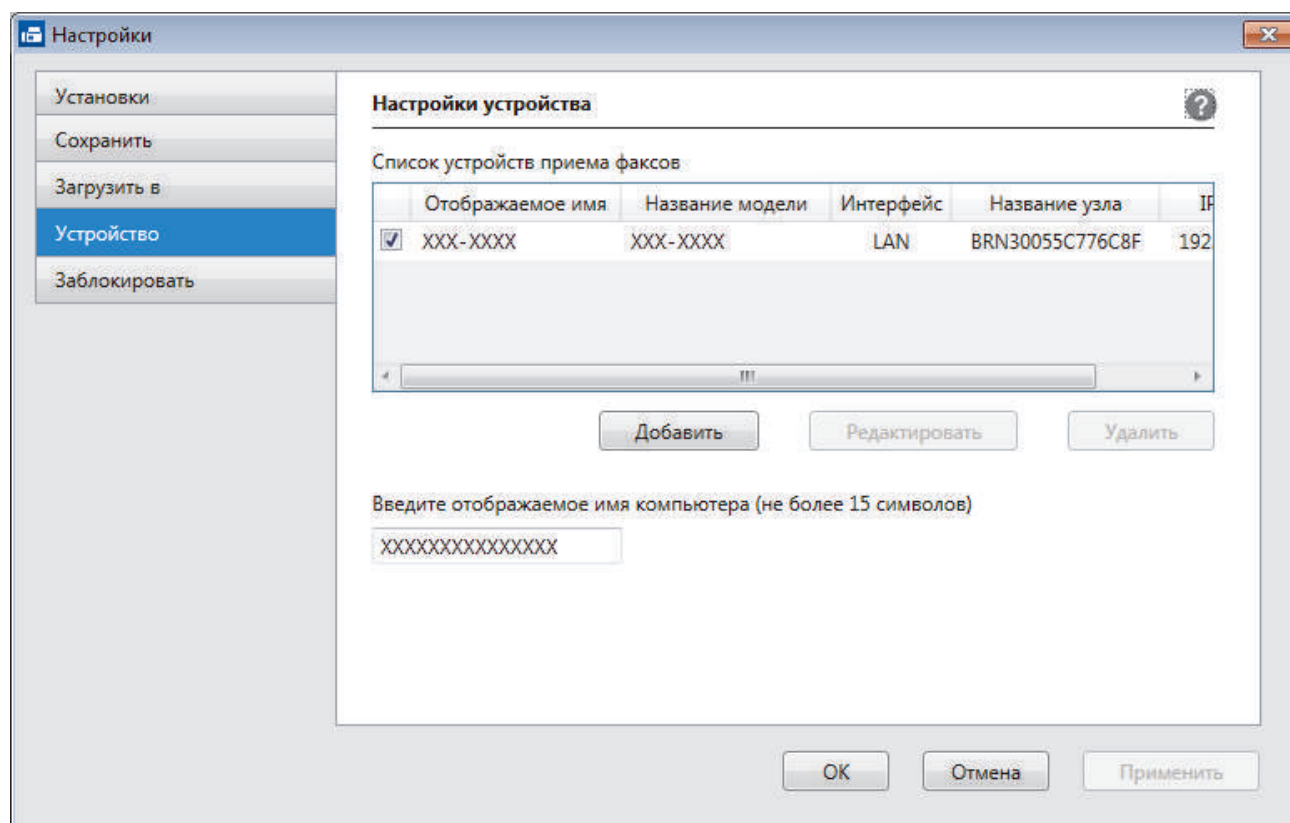 Настройки
Установки
Сохранить
Загрузить в
Устройство
Заблокировать
Настройки устройства
?
Список устройств приема факсов
Отображаемое имя Название модели Интерфейс Название узла IP
XXX-XXXX XXX-XXXX LAN BRN30055C776C8F 192
Добавить Редактировать Удалить
Введите отображаемое имя компьютера (не более 15 символов)
XXXXXXXXXXXXXXX
OK Отмена Применить